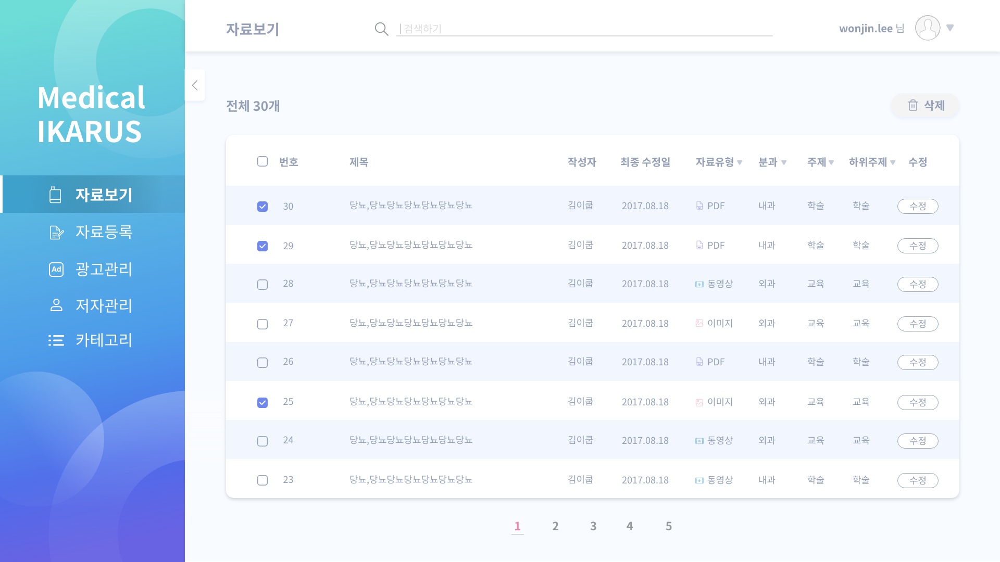 Medical
IKARUS
자료보기
자료등록
Ad 광고관리
저자관리
카테고리
자료보기
검색하기
wonjin.lee 님
전체 30개
삭제
번호 제목 작성자 최종 수정일 자료유형 분과 주제 하위주제 수정
30 당뇨,당뇨당뇨당뇨당뇨당뇨당뇨 김이쿱 2017.08.18 PDF 내과 학술 학술 수정
29 당뇨,당뇨당뇨당뇨당뇨당뇨당뇨 김이쿱 2017.08.18 PDF 내과 학술 학술 수정
28 당뇨,당뇨당뇨당뇨당뇨당뇨당뇨 김이쿱 2017.08.18 동영상 외과 교육 교육 수정
27 당뇨,당뇨당뇨당뇨당뇨당뇨당뇨 김이쿱 2017.08.18 이미지 외과 교육 교육 수정
26 당뇨,당뇨당뇨당뇨당뇨당뇨당뇨 김이쿱 2017.08.18 PDF 내과 학술 학술 수정
25 당뇨,당뇨당뇨당뇨당뇨당뇨당뇨 김이쿱 2017.08.18 이미지 외과 교육 교육 수정
24 당뇨,당뇨당뇨당뇨당뇨당뇨당뇨 김이쿱 2017.08.18 동영상 외과 교육 교육 수정
23 당뇨,당뇨당뇨당뇨당뇨당뇨당뇨 김이쿱 2017.08.18 동영상 내과 학술 학술 수정
1 2 3 4 5